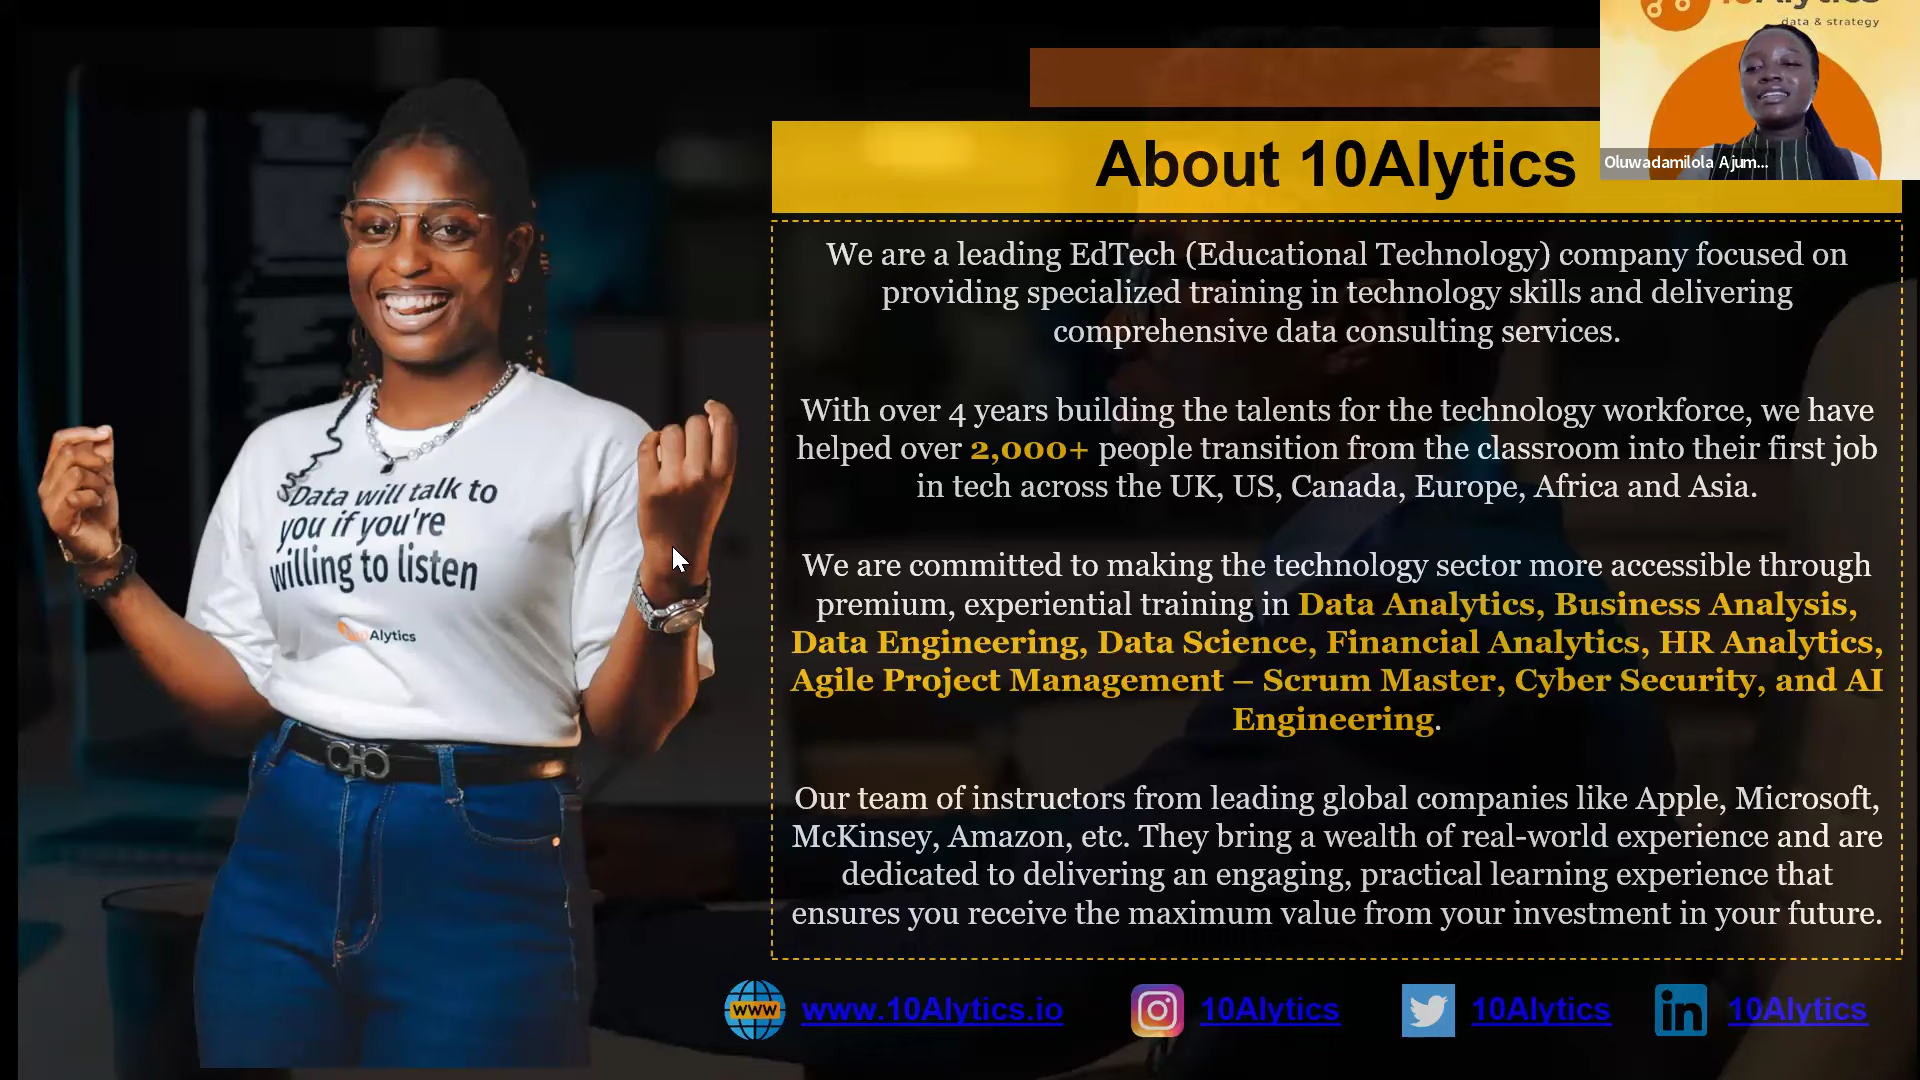 data & strategy
Oluwadamilola Ajum...
About 10Alytics
We are a leading EdTech (Educational Technology) company focused on
providing specialized training in technology skills and delivering
comprehensive data consulting services.
With over 4 years building the talents for the technology workforce, we have
helped over 2,000+ people transition from the classroom into their first job
in tech across the UK, US, Canada, Europe, Africa and Asia.
We are committed to making the technology sector more accessible through
premium, experiential training in Data Analytics, Business Analysis,
Data Engineering, Data Science, Financial Analytics, HR Analytics,
Agile Project Management – Scrum Master, Cyber Security, and AI
Engineering.
Our team of instructors from leading global companies like Apple, Microsoft,
McKinsey, Amazon, etc. They bring a wealth of real-world experience and are
dedicated to delivering an engaging, practical learning experience that
ensures you receive the maximum value from your investment in your future.
Data will talk to
you if you're
willing to listen
10Alytics
WWW
www.10Alytics.io
10Alytics
10Alytics
in
10Alytics